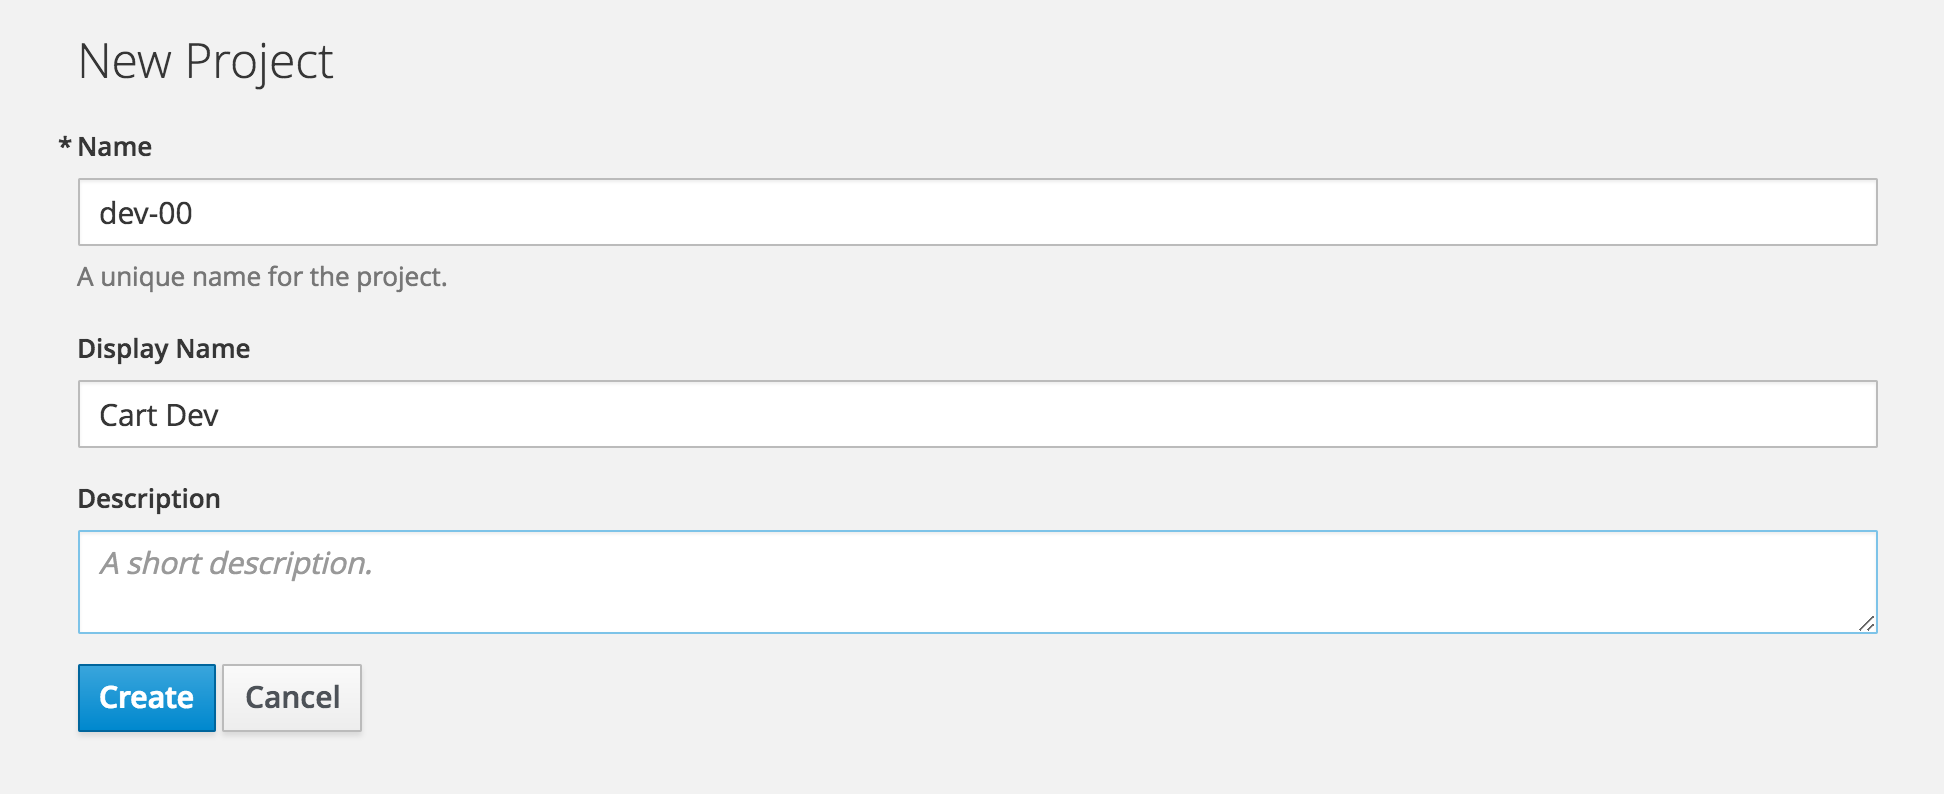 New Project
* Name
dev-00
A unique name for the project.
Display Name
Cart Dev
Description
A short description.
Create Cancel